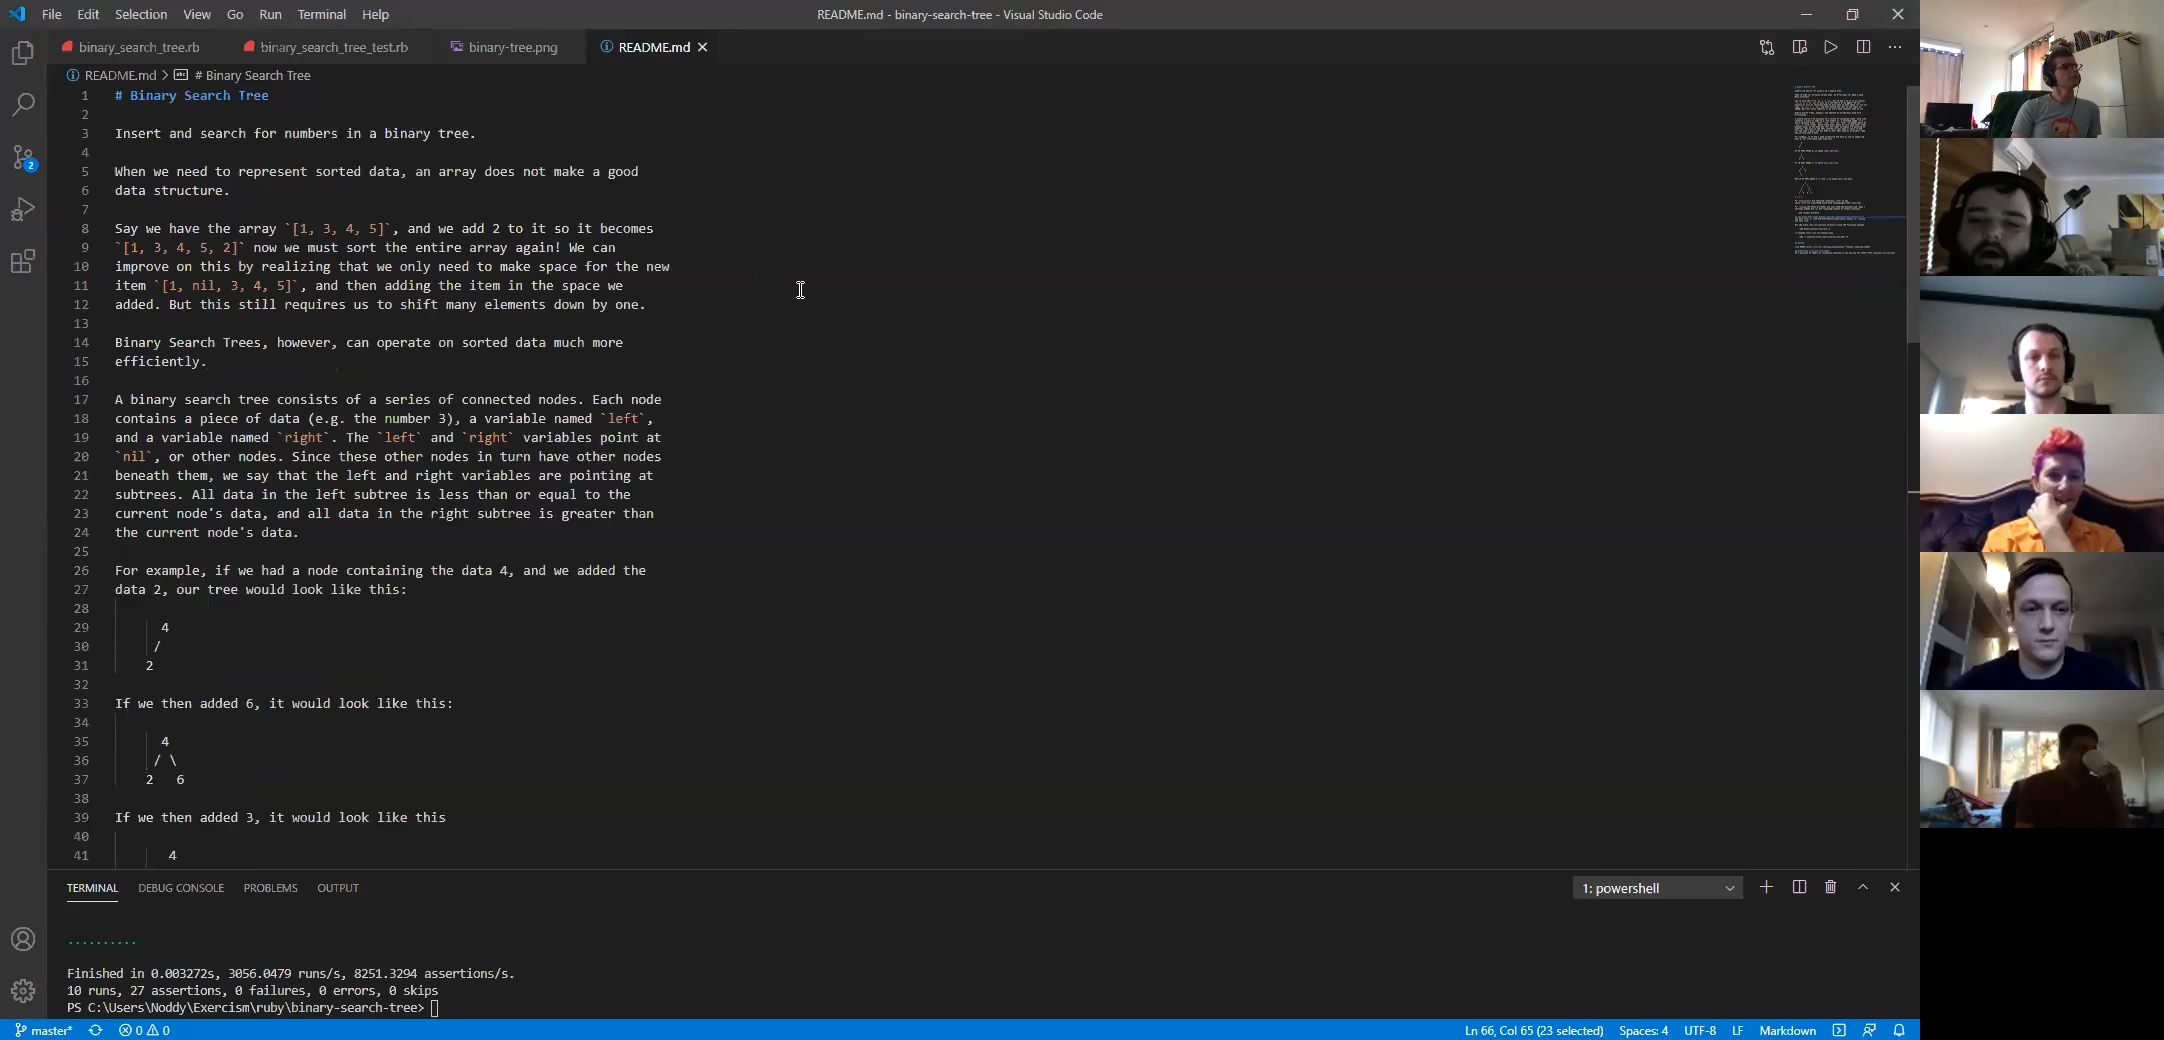 File Edit Selection View Go Run Terminal Help
README.md - binary-search-tree - Visual Studio Code
binary_search_tree.rb binary_search_tree_test.rb binary-tree.png README.md
README.md > # Binary Search Tree
1 # Binary Search Tree
2
3 Insert and search for numbers in a binary tree.
4
5 When we need to represent sorted data, an array does not make a good
6 data structure.
7
8 Say we have the array `[1, 3, 4, 5]`, and we add 2 to it so it becomes
9 `[1, 3, 4, 5, 2]` now we must sort the entire array again! We can
10 improve on this by realizing that we only need to make space for the new
11 item `[1, nil, 3, 4, 5]`, and then adding the item in the space we
12 added. But this still requires us to shift many elements down by one.
13
14 Binary Search Trees, however, can operate on sorted data much more
15 efficiently.
16
17 A binary search tree consists of a series of connected nodes. Each node
18 contains a piece of data (e.g. the number 3), a variable named `left`,
19 and a variable named `right`. The `left` and `right` variables point at
20 `nil`, or other nodes. Since these other nodes in turn have other nodes
21 beneath them, we say that the left and right variables are pointing at
22 subtrees. All data in the left subtree is less than or equal to the
23 current node's data, and all data in the right subtree is greater than
24 the current node's data.
25
26 For example, if we had a node containing the data 4, and we added the
27 data 2, our tree would look like this:
28
29 4
30 /
31 2
32
33 If we then added 6, it would look like this:
34
35 4
36 / \
37 2 6
38
39 If we then added 3, it would look like this
40
41 4
TERMINAL DEBUG CONSOLE PROBLEMS OUTPUT
1: powershell
..........
Finished in 0.003272s, 3056.0479 runs/s, 8251.3294 assertions/s.
10 runs, 27 assertions, 0 failures, 0 errors, 0 skips
PS C:\Users\Noddy\Exercism\ruby\binary-search-tree>
master* 0 0
Ln 66, Col 65 (23 selected) Spaces: 4 UTF-8 LF Markdown
2